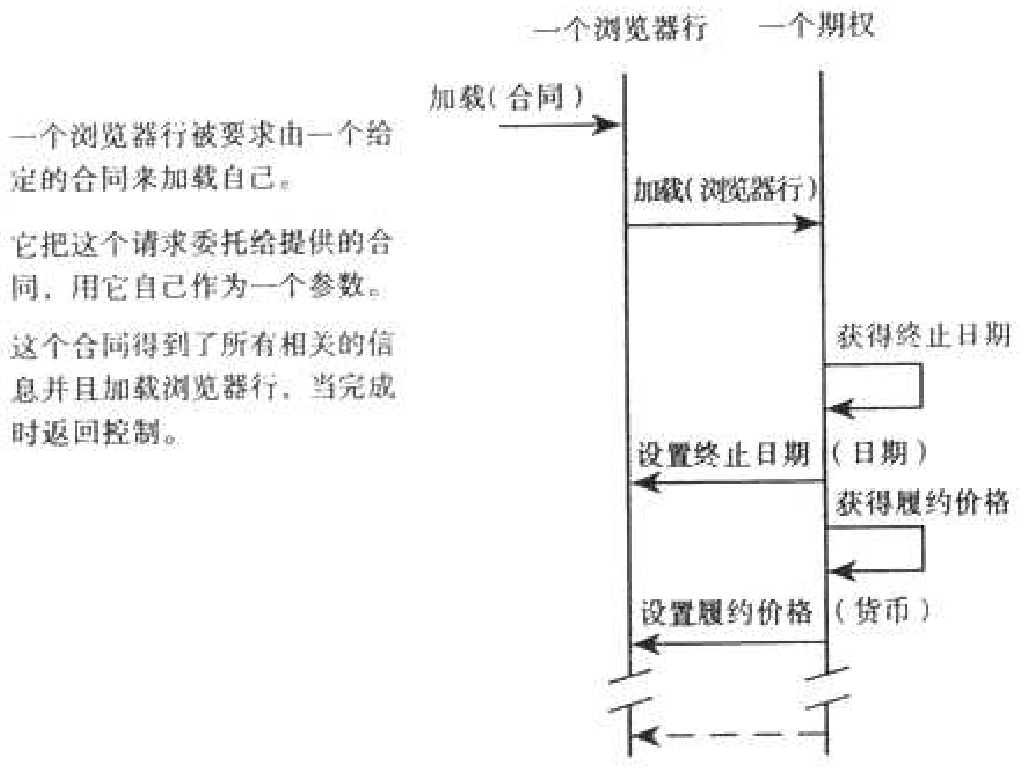 一个浏览器行 一个期权
加载(合同)
一个浏览器行被要求由一个给
定的合同来加载自己。
加载(浏览器行)
它把这个请求委托给提供的合
同,用它自己作为一个参数。
这个合同得到了所有相关的信
息并且加载浏览器行,当完成
时返回控制。
获得终止日期
设置终止日期(日期)
获得履约价格
设置履约价格(货币)